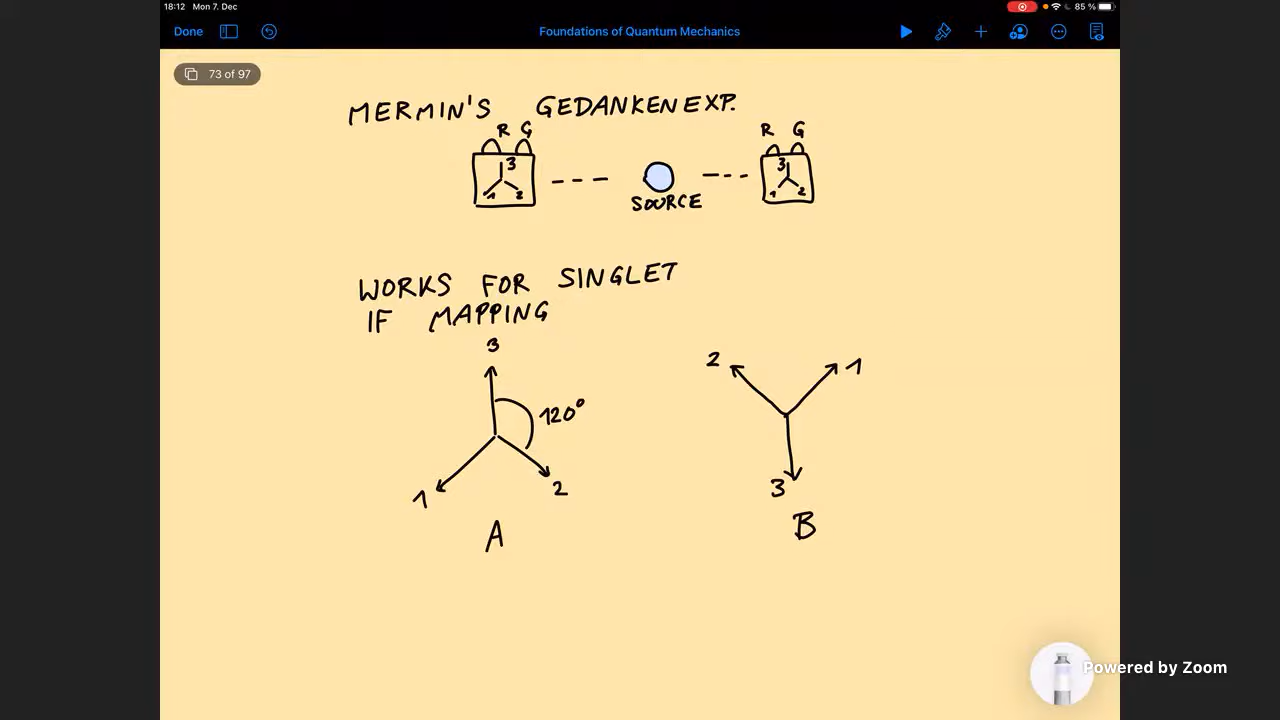 18:12 Mon 7. Dec
85 %
Done
Foundations of Quantum Mechanics
73 of 97
MERMIN'S GEDANKENEXP.
R G
R G
3
1 2
3
1 2
SOURCE
WORKS FOR SINGLET
IF MAPPING
3
120°
1
2
A
2
1
3
B
Powered by Zoom